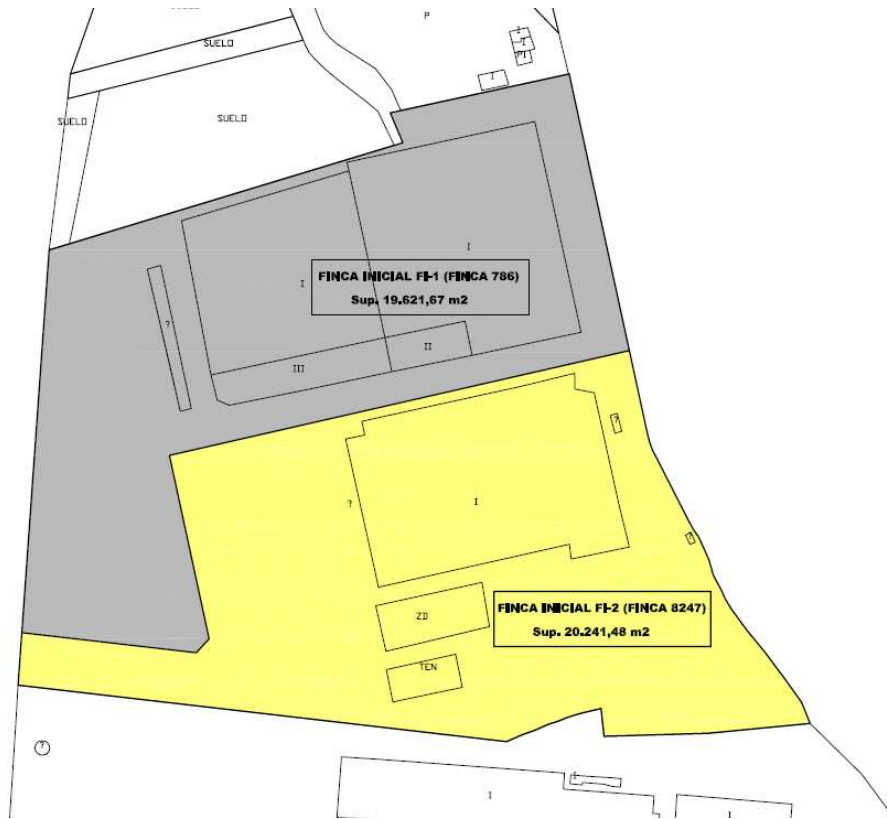 P
SUELO
I
I
PI
I
SUELO
SUELO
I
I
FINCA INICIAL FI-1 (FINCA 786)
Sup. 19.621,67 m2
?
II
III
?
?
I
?
FINCA INICIAL FI-2 (FINCA 8247)
Sup. 20.241,48 m2
ZD
TEN
?
I
I
I